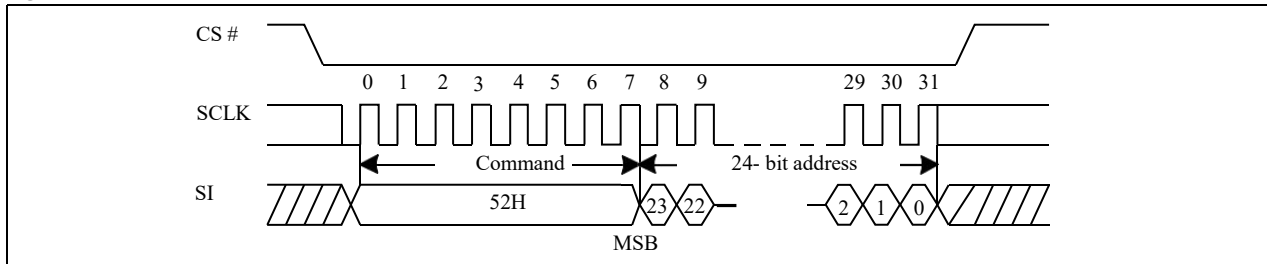 CS #
0 1 2 3 4 5 6 7 8 9 29 30 31
SCLK
Command 24- bit address
SI 52H 23 22 2 1 0
MSB